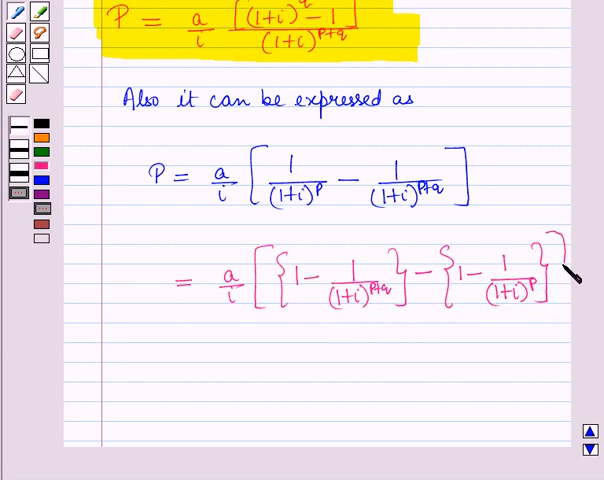 P = a/i [(1+i)^q - 1] / (1+i)^(p+q)
Also it can be expressed as
P = a/i [ 1/(1+i)^p - 1/(1+i)^(p+q) ]
= a/i [ { 1 - 1/(1+i)^(p+q) } - { 1 - 1/(1+i)^p } ]